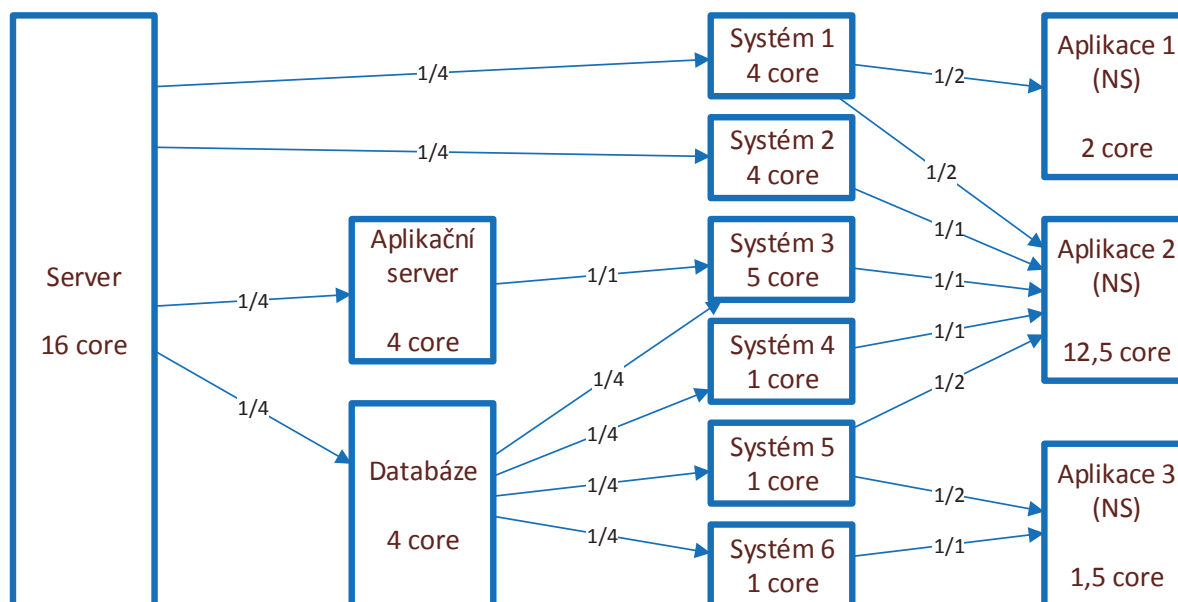 Server
16 core
1/4
1/4
1/4
1/4
Aplikační
server
4 core
Databáze
4 core
1/1
1/4
1/4
1/4
1/4
Systém 1
4 core
Systém 2
4 core
Systém 3
5 core
Systém 4
1 core
Systém 5
1 core
Systém 6
1 core
1/2
1/2
1/1
1/1
1/1
1/2
1/2
1/1
Aplikace 1
(NS)
2 core
Aplikace 2
(NS)
12,5 core
Aplikace 3
(NS)
1,5 core